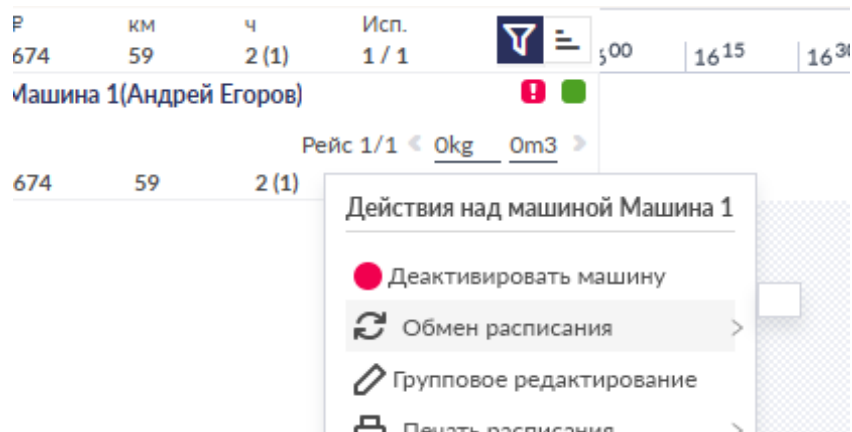 ₽ км ч Исп.
674 59 2 (1) 1 / 1
00 16 15 16 30
Машина 1(Андрей Егоров)
Рейс 1/1 < 0kg 0m3 >
674 59 2 (1)
Действия над машиной Машина 1
Деактивировать машину
Обмен расписания >
Групповое редактирование
Печать расписания >